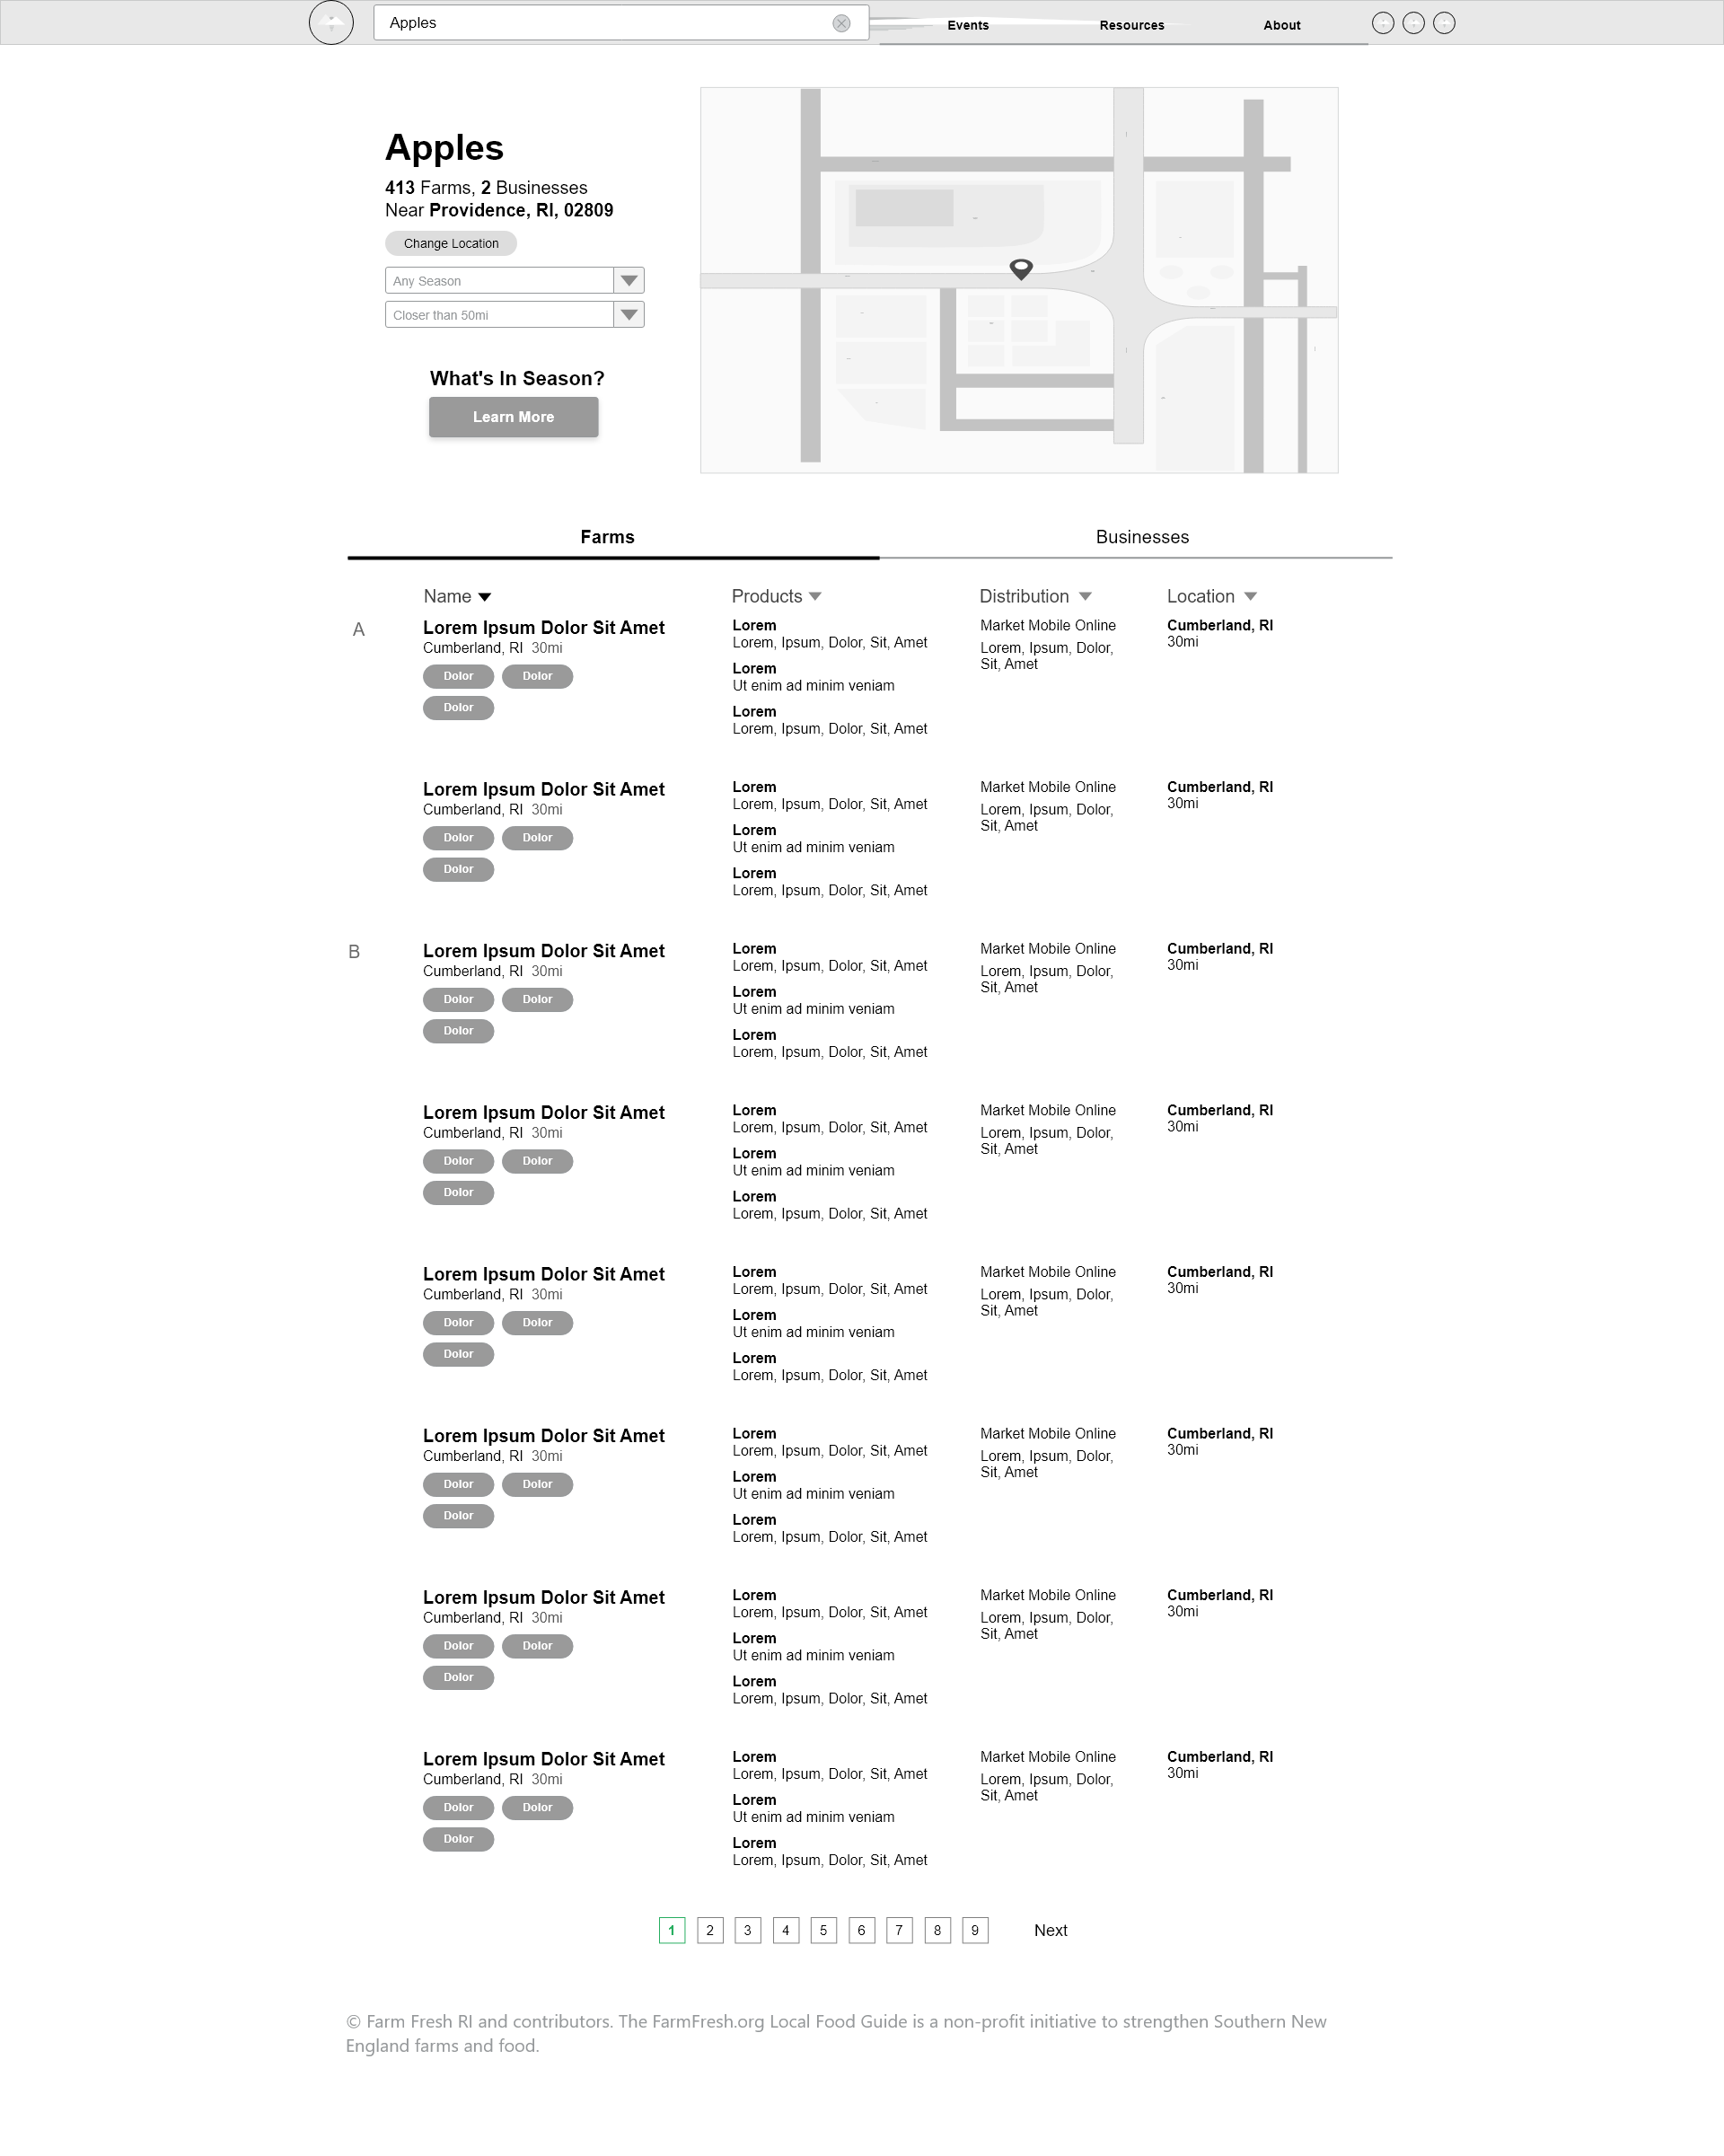 Apples
Events
Resources
About
Apples
413 Farms, 2 Businesses
Near Providence, RI, 02809
Change Location
Any Season
Closer than 50mi
What's In Season?
Learn More
Farms
Businesses
Name
Products
Distribution
Location
A
Lorem Ipsum Dolor Sit Amet
Cumberland, RI 30mi
Dolor Dolor
Dolor
Lorem
Lorem, Ipsum, Dolor, Sit, Amet
Lorem
Ut enim ad minim veniam
Lorem
Lorem, Ipsum, Dolor, Sit, Amet
Market Mobile Online
Lorem, Ipsum, Dolor,
Sit, Amet
Cumberland, RI
30mi
Lorem Ipsum Dolor Sit Amet
Cumberland, RI 30mi
Dolor Dolor
Dolor
Lorem
Lorem, Ipsum, Dolor, Sit, Amet
Lorem
Ut enim ad minim veniam
Lorem
Lorem, Ipsum, Dolor, Sit, Amet
Market Mobile Online
Lorem, Ipsum, Dolor,
Sit, Amet
Cumberland, RI
30mi
B
Lorem Ipsum Dolor Sit Amet
Cumberland, RI 30mi
Dolor Dolor
Dolor
Lorem
Lorem, Ipsum, Dolor, Sit, Amet
Lorem
Ut enim ad minim veniam
Lorem
Lorem, Ipsum, Dolor, Sit, Amet
Market Mobile Online
Lorem, Ipsum, Dolor,
Sit, Amet
Cumberland, RI
30mi
Lorem Ipsum Dolor Sit Amet
Cumberland, RI 30mi
Dolor Dolor
Dolor
Lorem
Lorem, Ipsum, Dolor, Sit, Amet
Lorem
Ut enim ad minim veniam
Lorem
Lorem, Ipsum, Dolor, Sit, Amet
Market Mobile Online
Lorem, Ipsum, Dolor,
Sit, Amet
Cumberland, RI
30mi
Lorem Ipsum Dolor Sit Amet
Cumberland, RI 30mi
Dolor Dolor
Dolor
Lorem
Lorem, Ipsum, Dolor, Sit, Amet
Lorem
Ut enim ad minim veniam
Lorem
Lorem, Ipsum, Dolor, Sit, Amet
Market Mobile Online
Lorem, Ipsum, Dolor,
Sit, Amet
Cumberland, RI
30mi
Lorem Ipsum Dolor Sit Amet
Cumberland, RI 30mi
Dolor Dolor
Dolor
Lorem
Lorem, Ipsum, Dolor, Sit, Amet
Lorem
Ut enim ad minim veniam
Lorem
Lorem, Ipsum, Dolor, Sit, Amet
Market Mobile Online
Lorem, Ipsum, Dolor,
Sit, Amet
Cumberland, RI
30mi
Lorem Ipsum Dolor Sit Amet
Cumberland, RI 30mi
Dolor Dolor
Dolor
Lorem
Lorem, Ipsum, Dolor, Sit, Amet
Lorem
Ut enim ad minim veniam
Lorem
Lorem, Ipsum, Dolor, Sit, Amet
Market Mobile Online
Lorem, Ipsum, Dolor,
Sit, Amet
Cumberland, RI
30mi
Lorem Ipsum Dolor Sit Amet
Cumberland, RI 30mi
Dolor Dolor
Dolor
Lorem
Lorem, Ipsum, Dolor, Sit, Amet
Lorem
Ut enim ad minim veniam
Lorem
Lorem, Ipsum, Dolor, Sit, Amet
Market Mobile Online
Lorem, Ipsum, Dolor,
Sit, Amet
Cumberland, RI
30mi
1 2 3 4 5 6 7 8 9 Next
© Farm Fresh RI and contributors. The FarmFresh.org Local Food Guide is a non-profit initiative to strengthen Southern New
England farms and food.